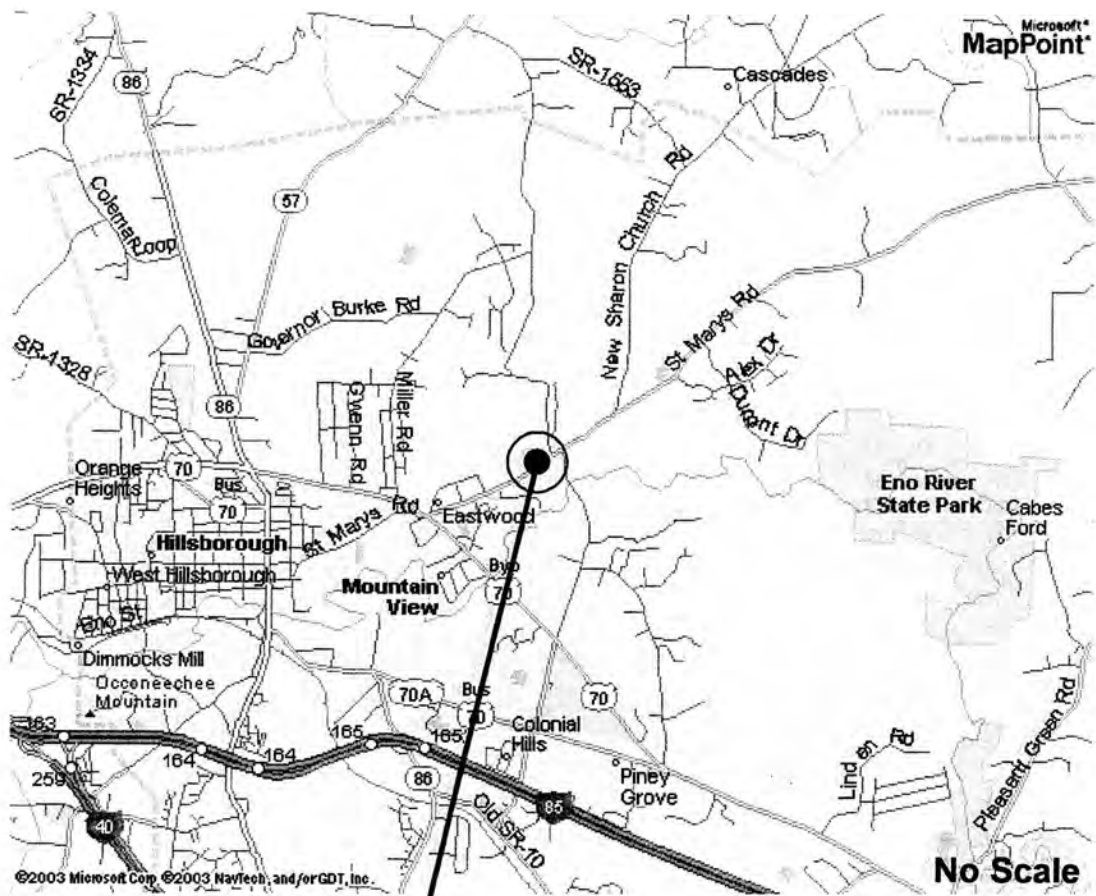 Microsoft®
MapPoint®
SR-1334
86
SR-1553
Cascades
57
Coleman Loop
New Sharon Church Rd
Governor Burke Rd
St Marys Rd
SR-1328
Alex Dr
Durant Dr
86
Gwenn-Rd
Miller Rd
Orange
Heights
70
Bus
70
Eno River
State Park
Cabes
Ford
St Marys Rd
Eastwood
Hillsborough
West Hillsborough
Mountain
View
Byp
70
Eno St
Dimmocks Mill
Occoneechee
Mountain
70A
Bus
70
70
Colonial
Hills
163
164
164
165
165
259
86
Old SR-10
85
Piney
Grove
Linden Rd
Pleasant Green Rd
40
©2003 Microsoft Corp ©2003 NavTech, and/or GDT, Inc.
No Scale